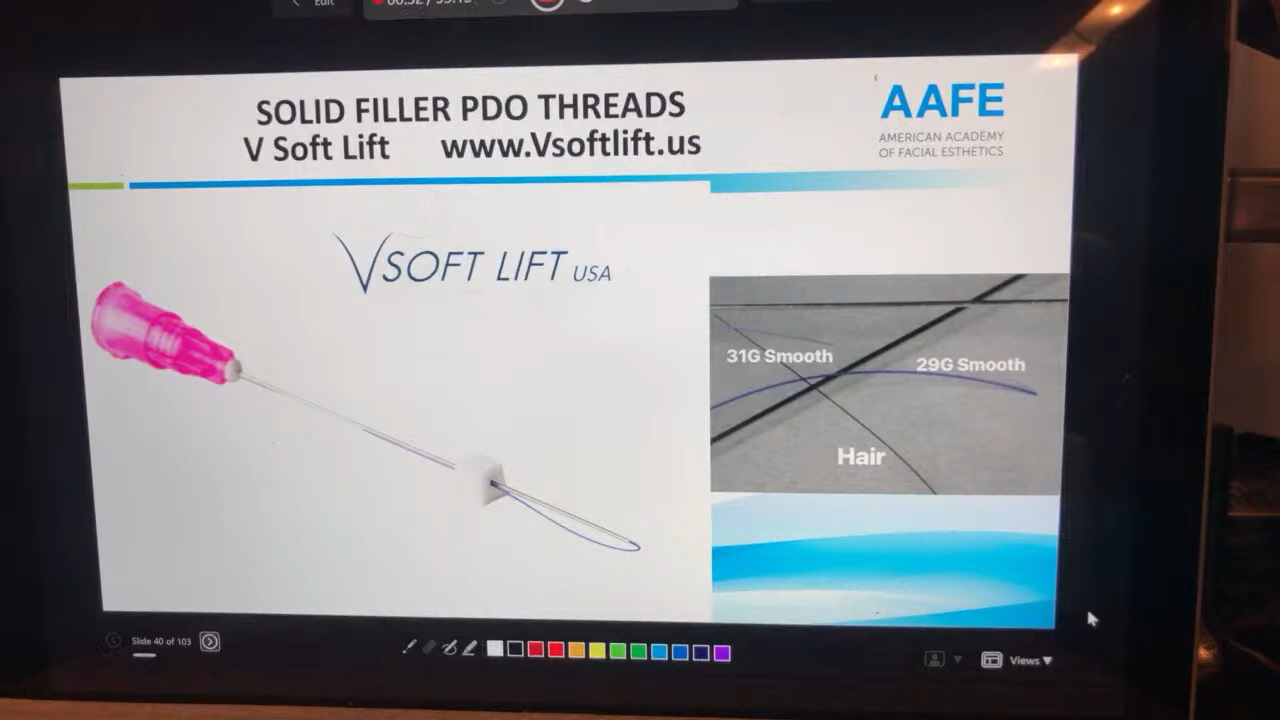 Edit
SOLID FILLER PDO THREADS
V Soft Lift www.Vsoftlift.us
AAFE
AMERICAN ACADEMY
OF FACIAL ESTHETICS
VSOFT LIFT USA
31G Smooth
29G Smooth
Hair
Slide 40 of 103
Views